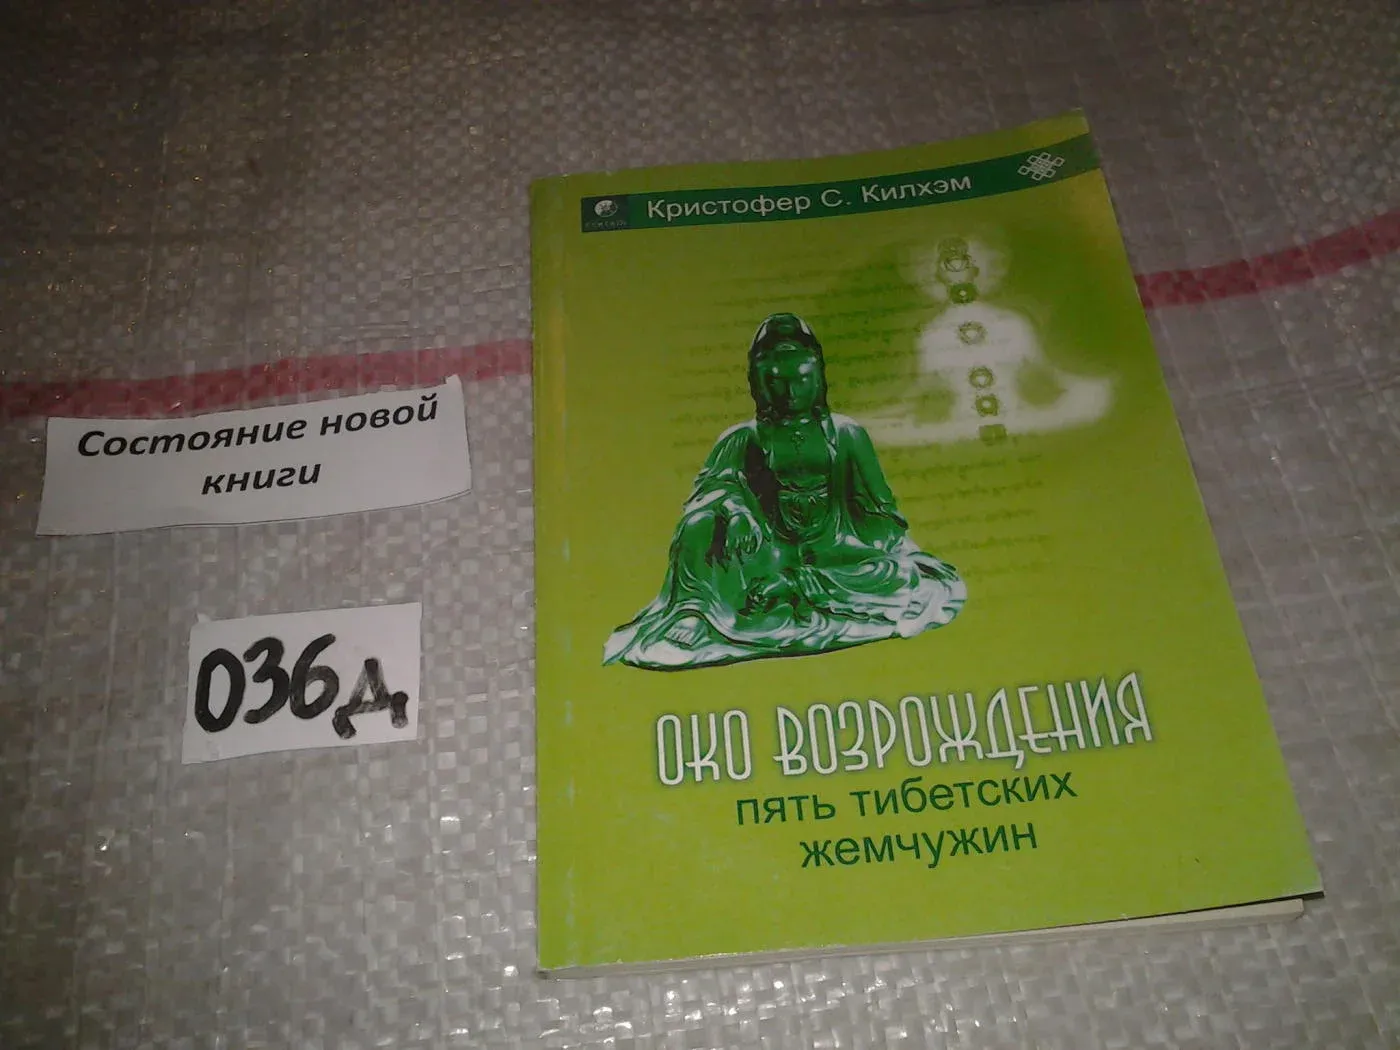 Кристофер С. Килхэм
Состояние новой
книги
036д
ОКО ВОЗРОЖДЕНИЯ
пять тибетских
жемчужин